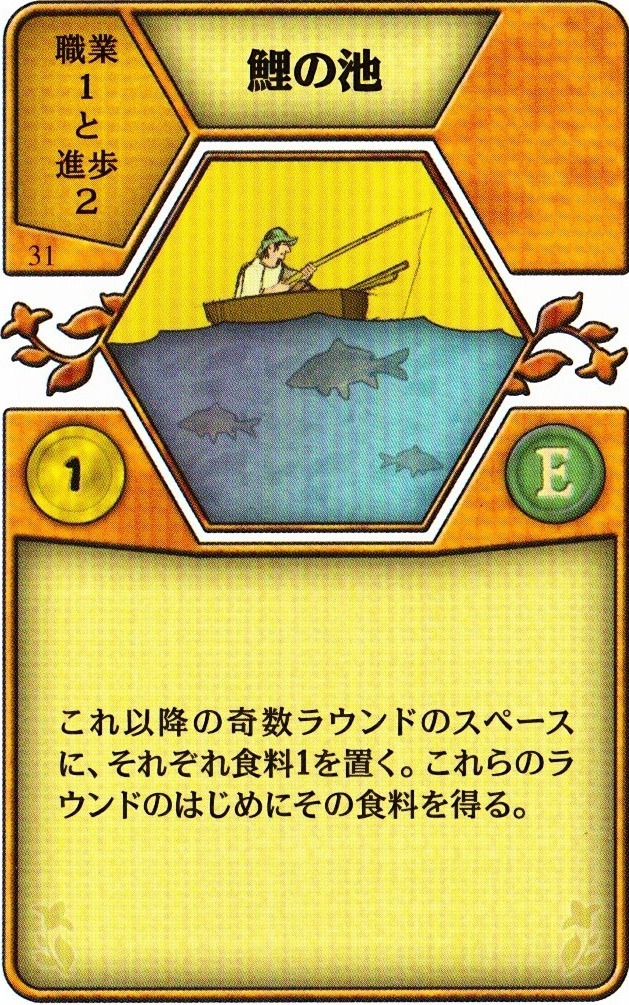 職業
1
と
進歩
2
鯉の池
31
1
E
これ以降の奇数ラウンドのスペース
に、それぞれ食料1を置く。これらのラ
ウンドのはじめにその食料を得る。